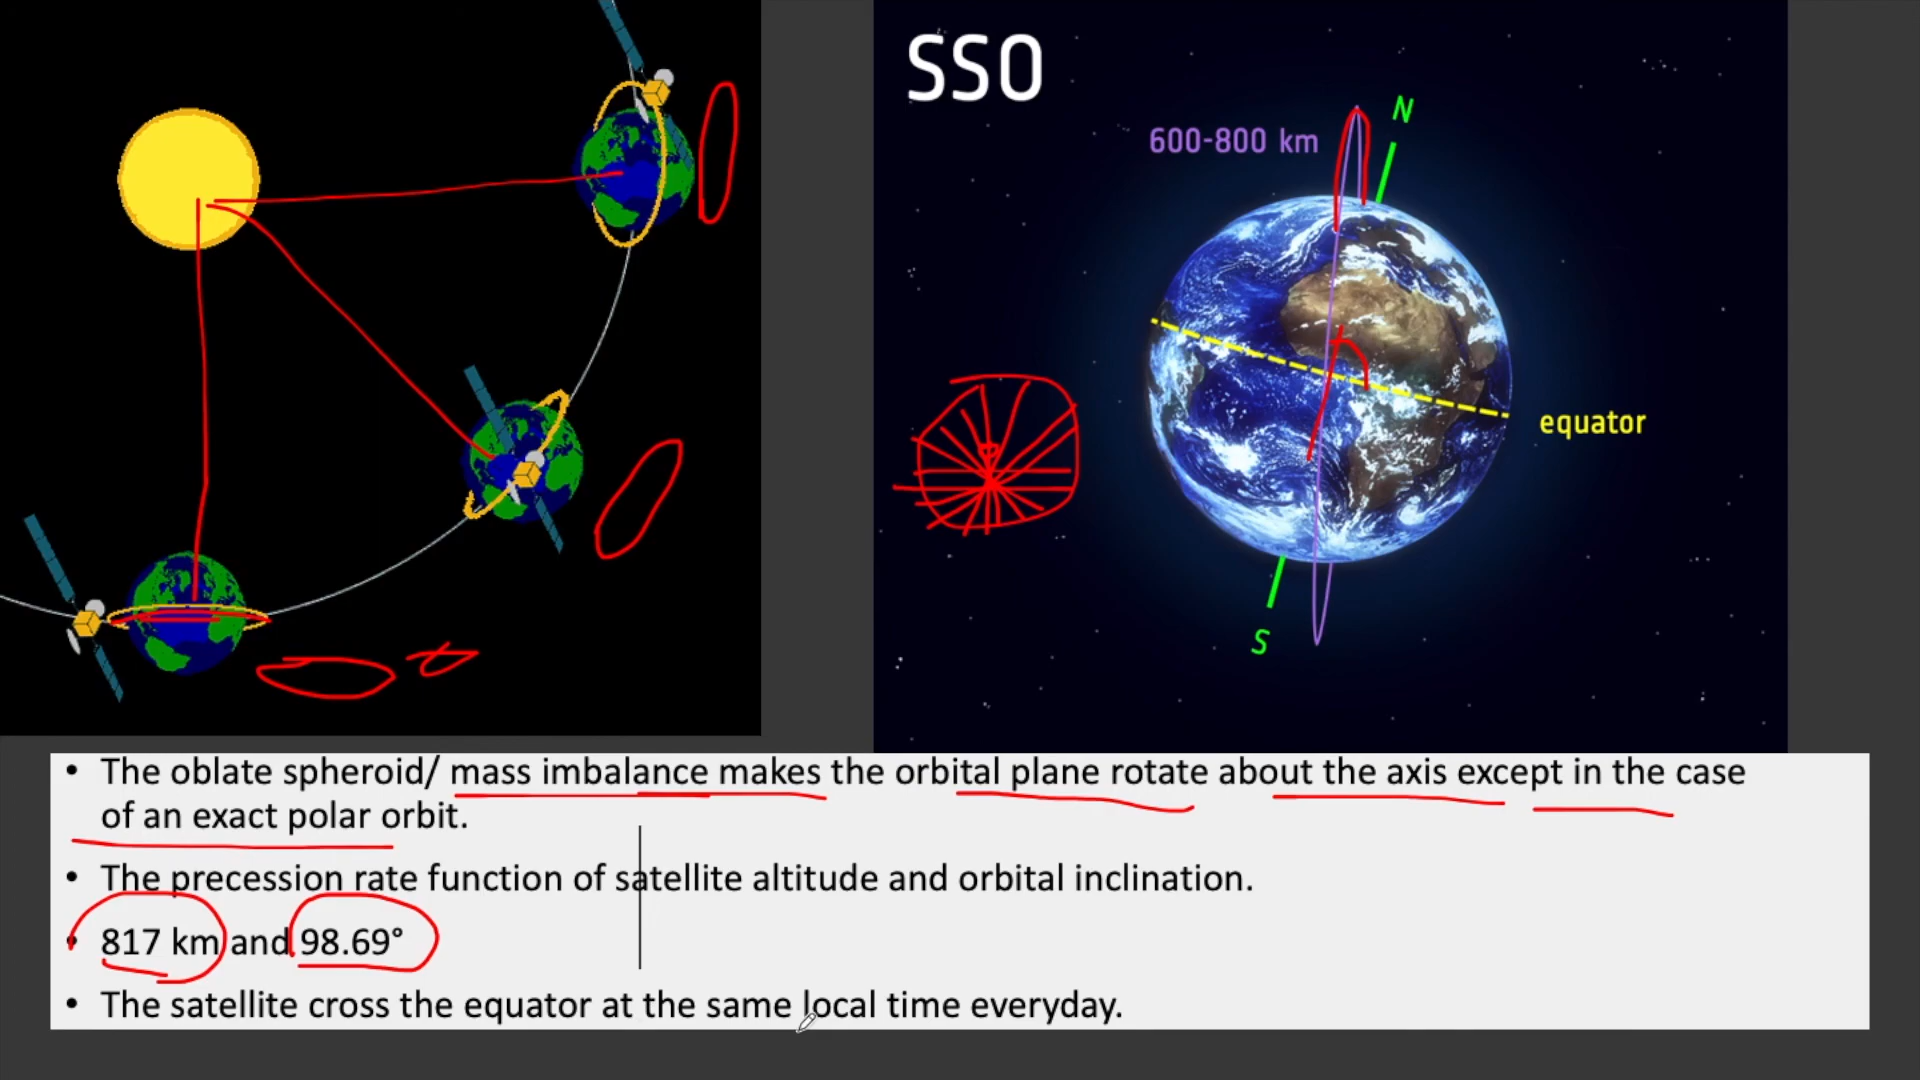 SSO
600-800 km
N
equator
S
• The oblate spheroid/ mass imbalance makes the orbital plane rotate about the axis except in the case
of an exact polar orbit.
• The precession rate function of satellite altitude and orbital inclination.
• 817 km and 98.69°
• The satellite cross the equator at the same local time everyday.